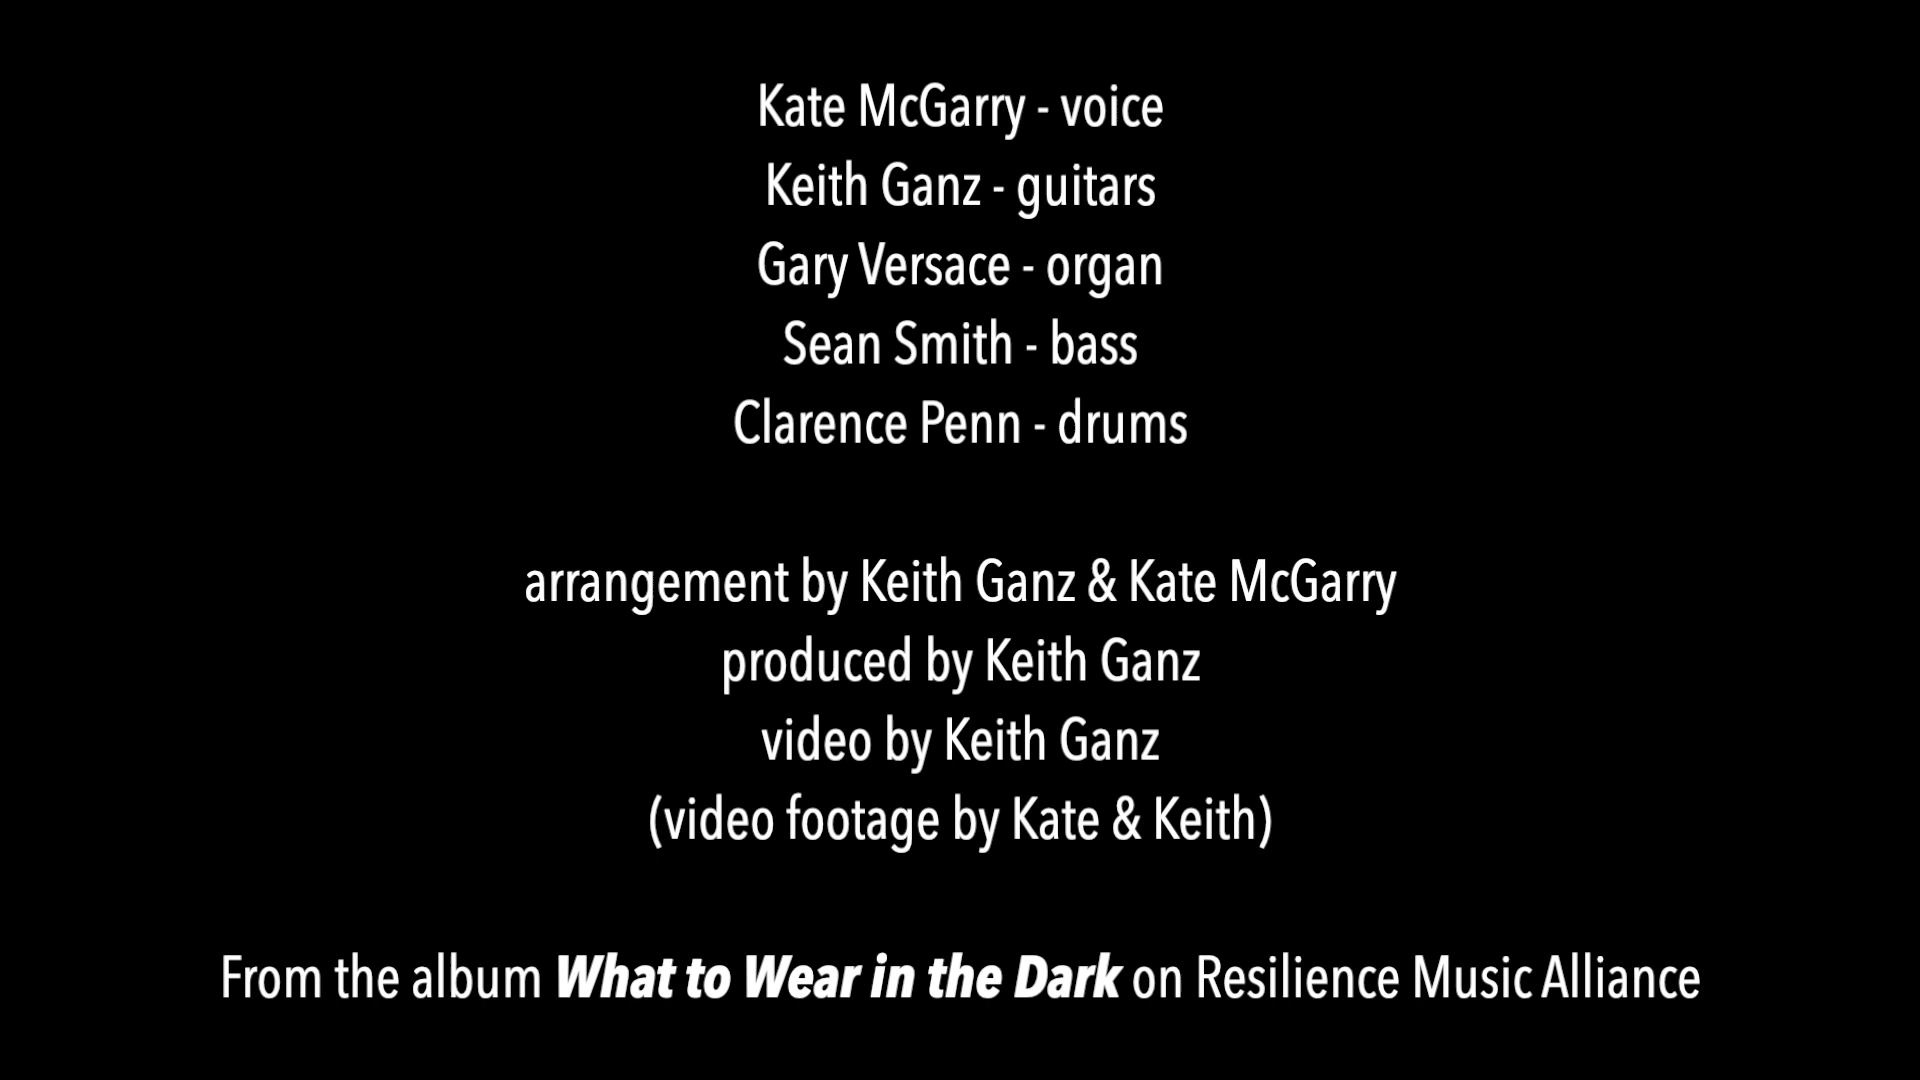 Kate McGarry - voice
Keith Ganz - guitars
Gary Versace - organ
Sean Smith - bass
Clarence Penn - drums
arrangement by Keith Ganz & Kate McGarry
produced by Keith Ganz
video by Keith Ganz
(video footage by Kate & Keith)
From the album What to Wear in the Dark on Resilience Music Alliance